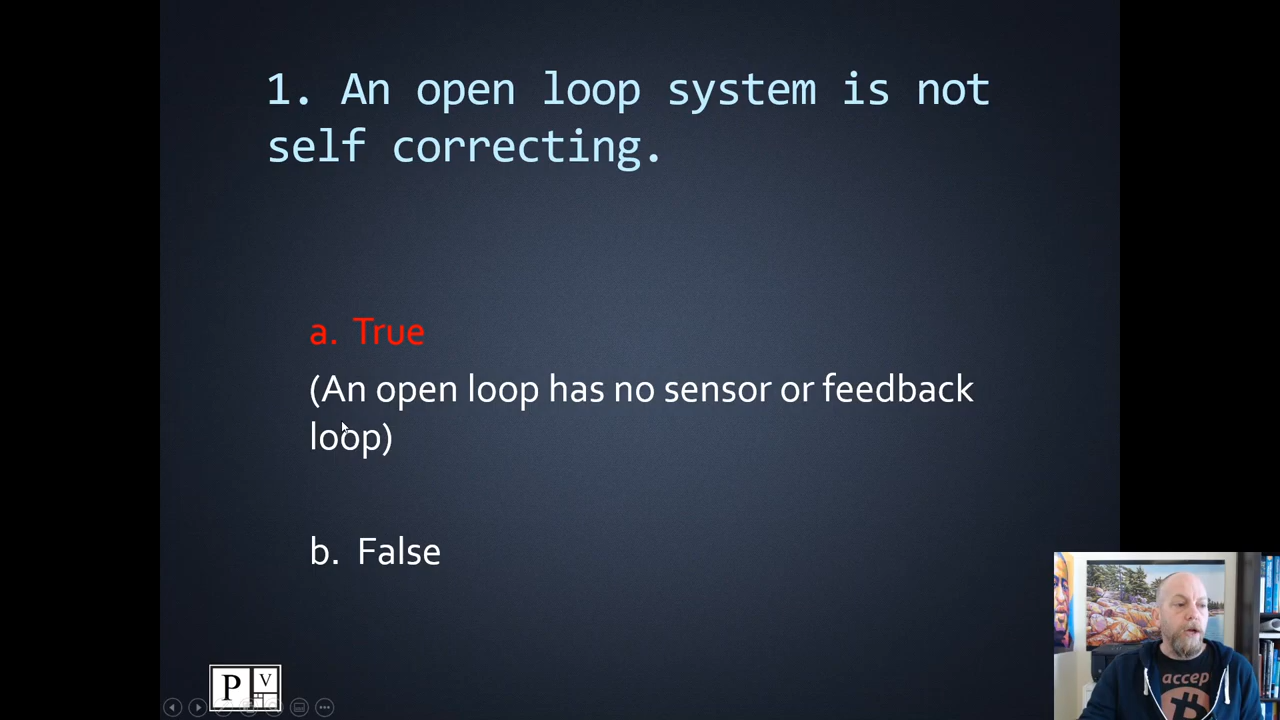 1. An open loop system is not
self correcting.
a. True
(An open loop has no sensor or feedback
loop)
b. False
P V
accep